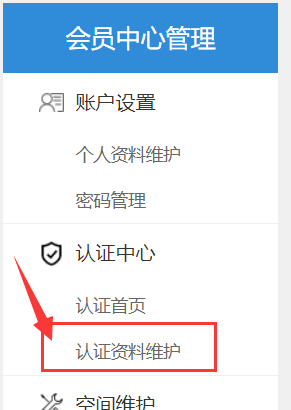 会员中心管理
账户设置
个人资料维护
密码管理
认证中心
认证首页
认证资料维护
空间维护